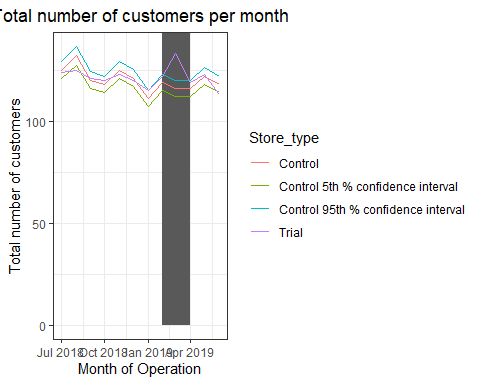 Total number of customers per month
Total nurmber of customers
100
50
0
Jul 2018 Oct 2018 Jan 2019 Apr 2019
Month of Operation
Store_type
Control
Control 5th % confidence interval
Control 95th % confidence interval
Trial